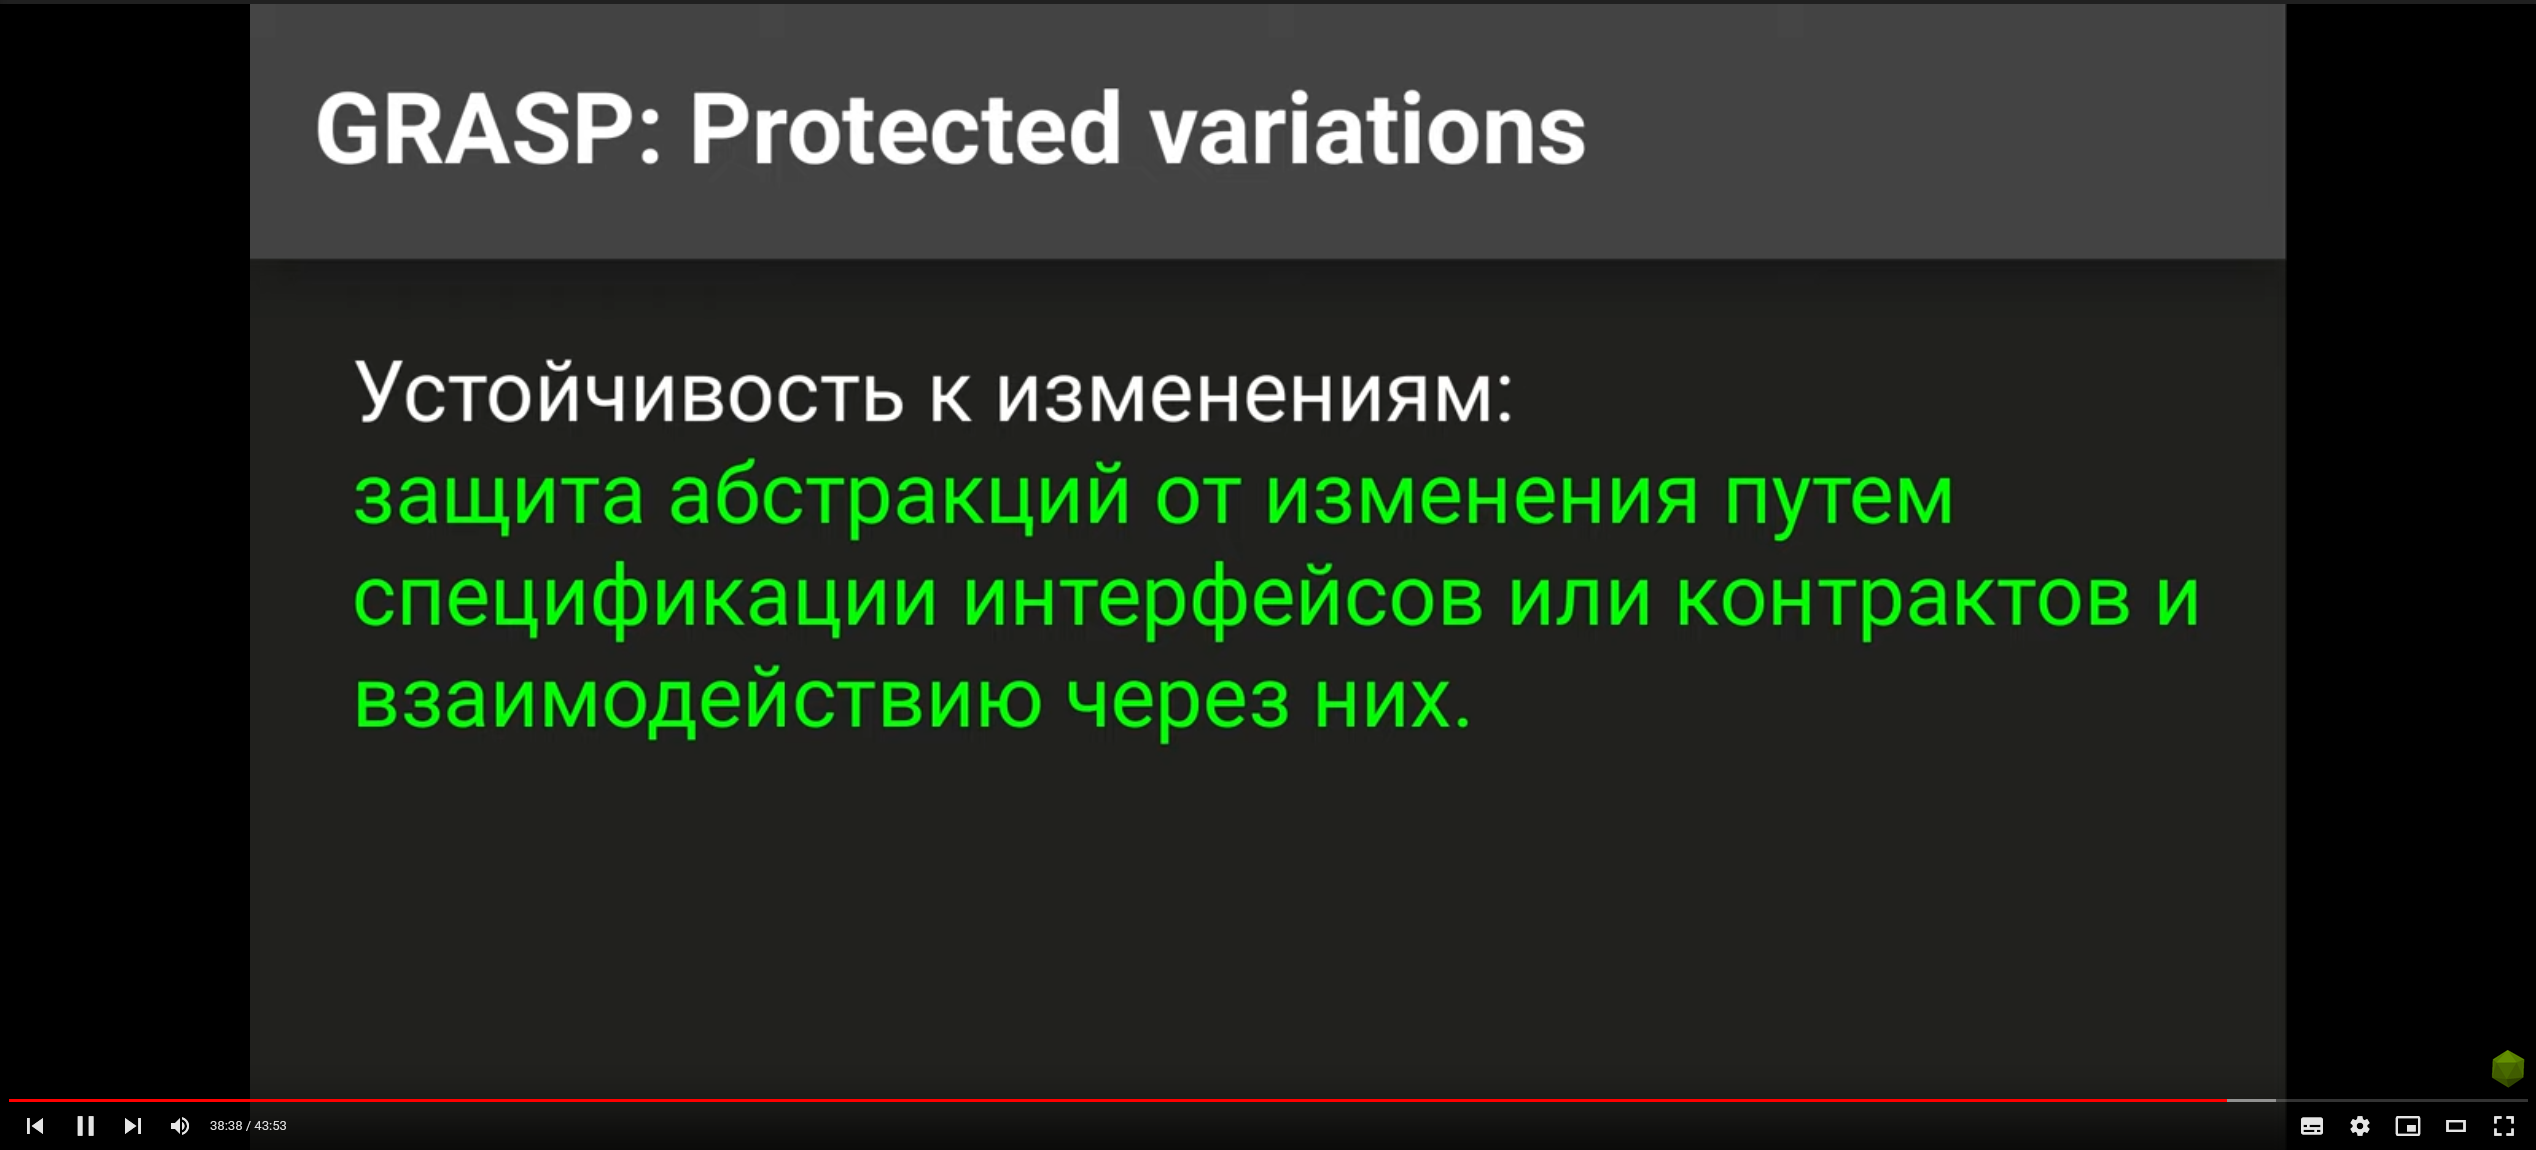 GRASP: Protected variations
Устойчивость к изменениям:
защита абстракций от изменения путем
спецификации интерфейсов или контрактов и
взаимодействию через них.
38:38 / 43:53